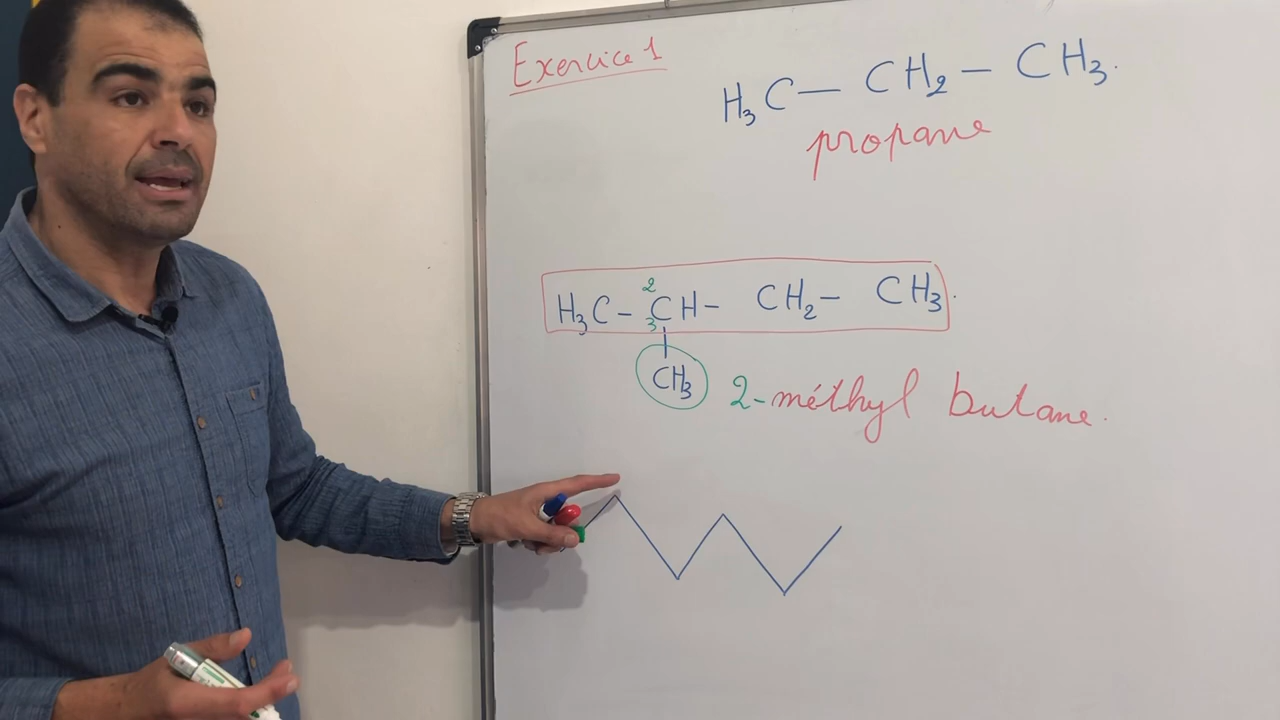 Exercice 1
H₃C — CH₂ — CH₃.
propane
2
H₃C - CH - CH₂ - CH₃.
3
CH₃
2-méthyl butane.